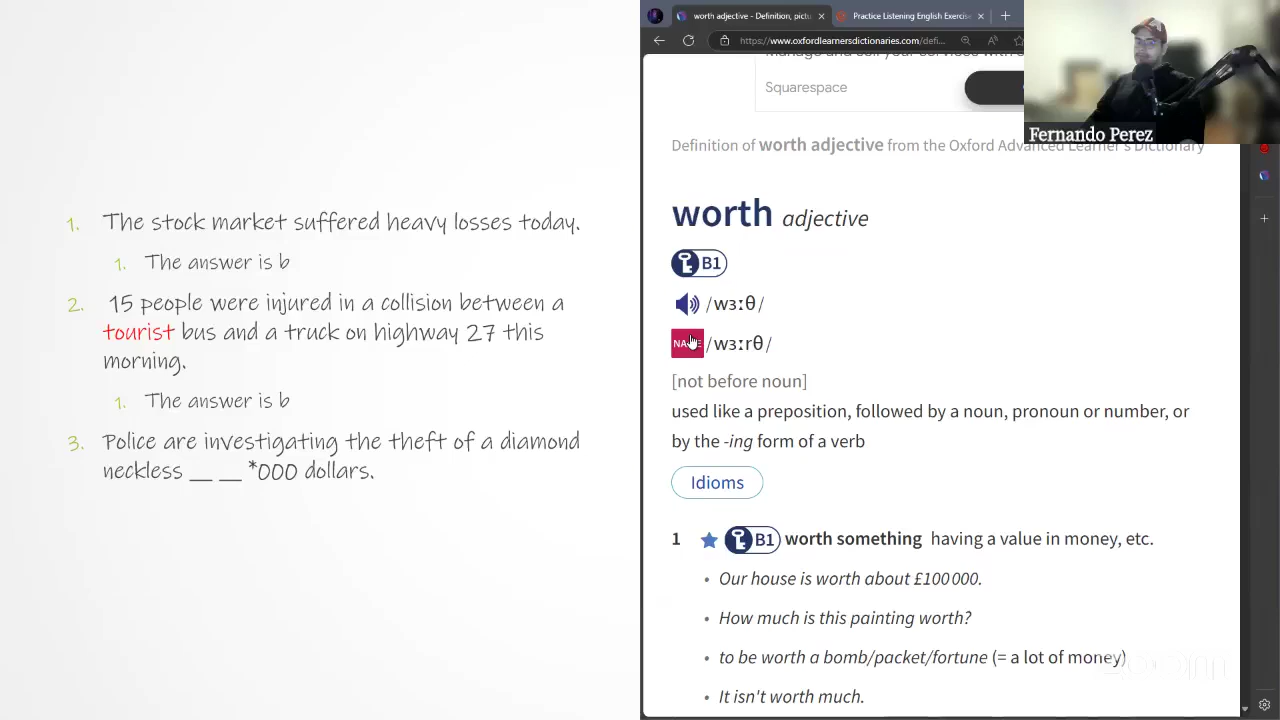 1. The stock market suffered heavy losses today.
1. The answer is b
2. 15 people were injured in a collision between a
tourist bus and a truck on highway 27 this
morning.
1. The answer is b
3. Police are investigating the theft of a diamond
neckless __ __ *000 dollars.
worth adjective - Definition, pictu
Practice Listening English Exercise
https://www.oxfordlearnersdictionaries.com/defi...
Squarespace
Fernando Perez
Definition of worth adjective from the Oxford Advanced Learner's Dictionary
worth adjective
B1
/wɜːθ/
/wɜːrθ/
[not before noun]
used like a preposition, followed by a noun, pronoun or number, or
by the -ing form of a verb
Idioms
1 B1 worth something having a value in money, etc.
• Our house is worth about £100 000.
• How much is this painting worth?
• to be worth a bomb/packet/fortune (= a lot of money)
• It isn't worth much.